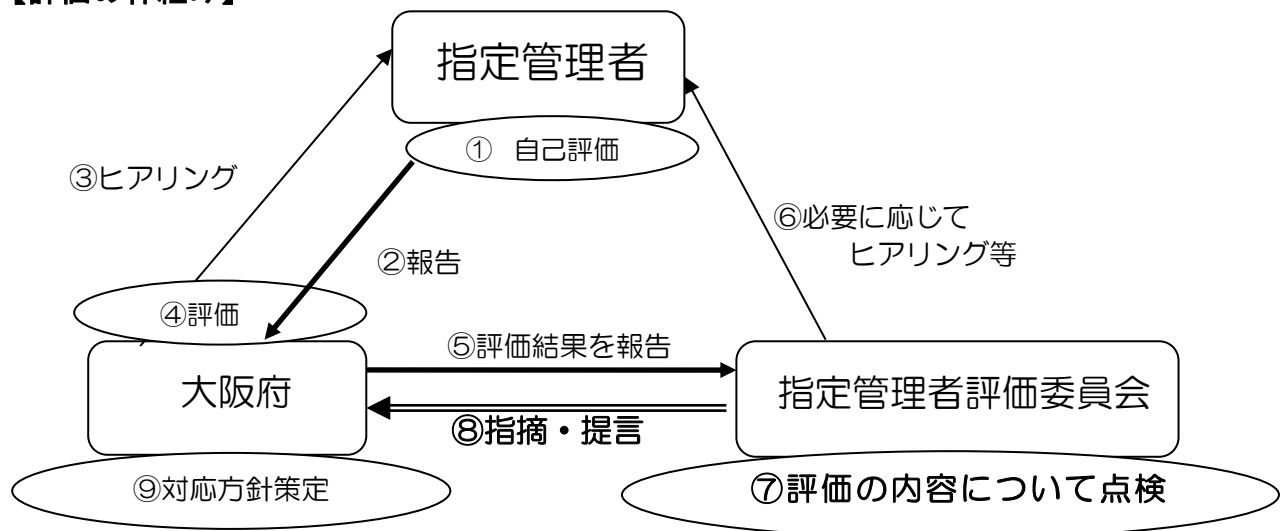 【評価の枠組み】
指定管理者
① 自己評価
③ヒアリング
⑥必要に応じて
ヒアリング等
②報告
④評価
⑤評価結果を報告
大阪府
指定管理者評価委員会
⑧指摘・提言
⑨対応方針策定
⑦評価の内容について点検